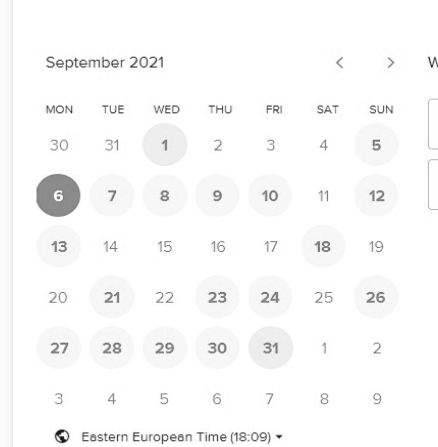 September 2021
W
MON TUE WED THU FRI SAT SUN
30 31 1 2 3 4 5
6 7 8 9 10 11 12
13 14 15 16 17 18 19
20 21 22 23 24 25 26
27 28 29 30 31 1 2
3 4 5 6 7 8 9
Eastern European Time (18:09)